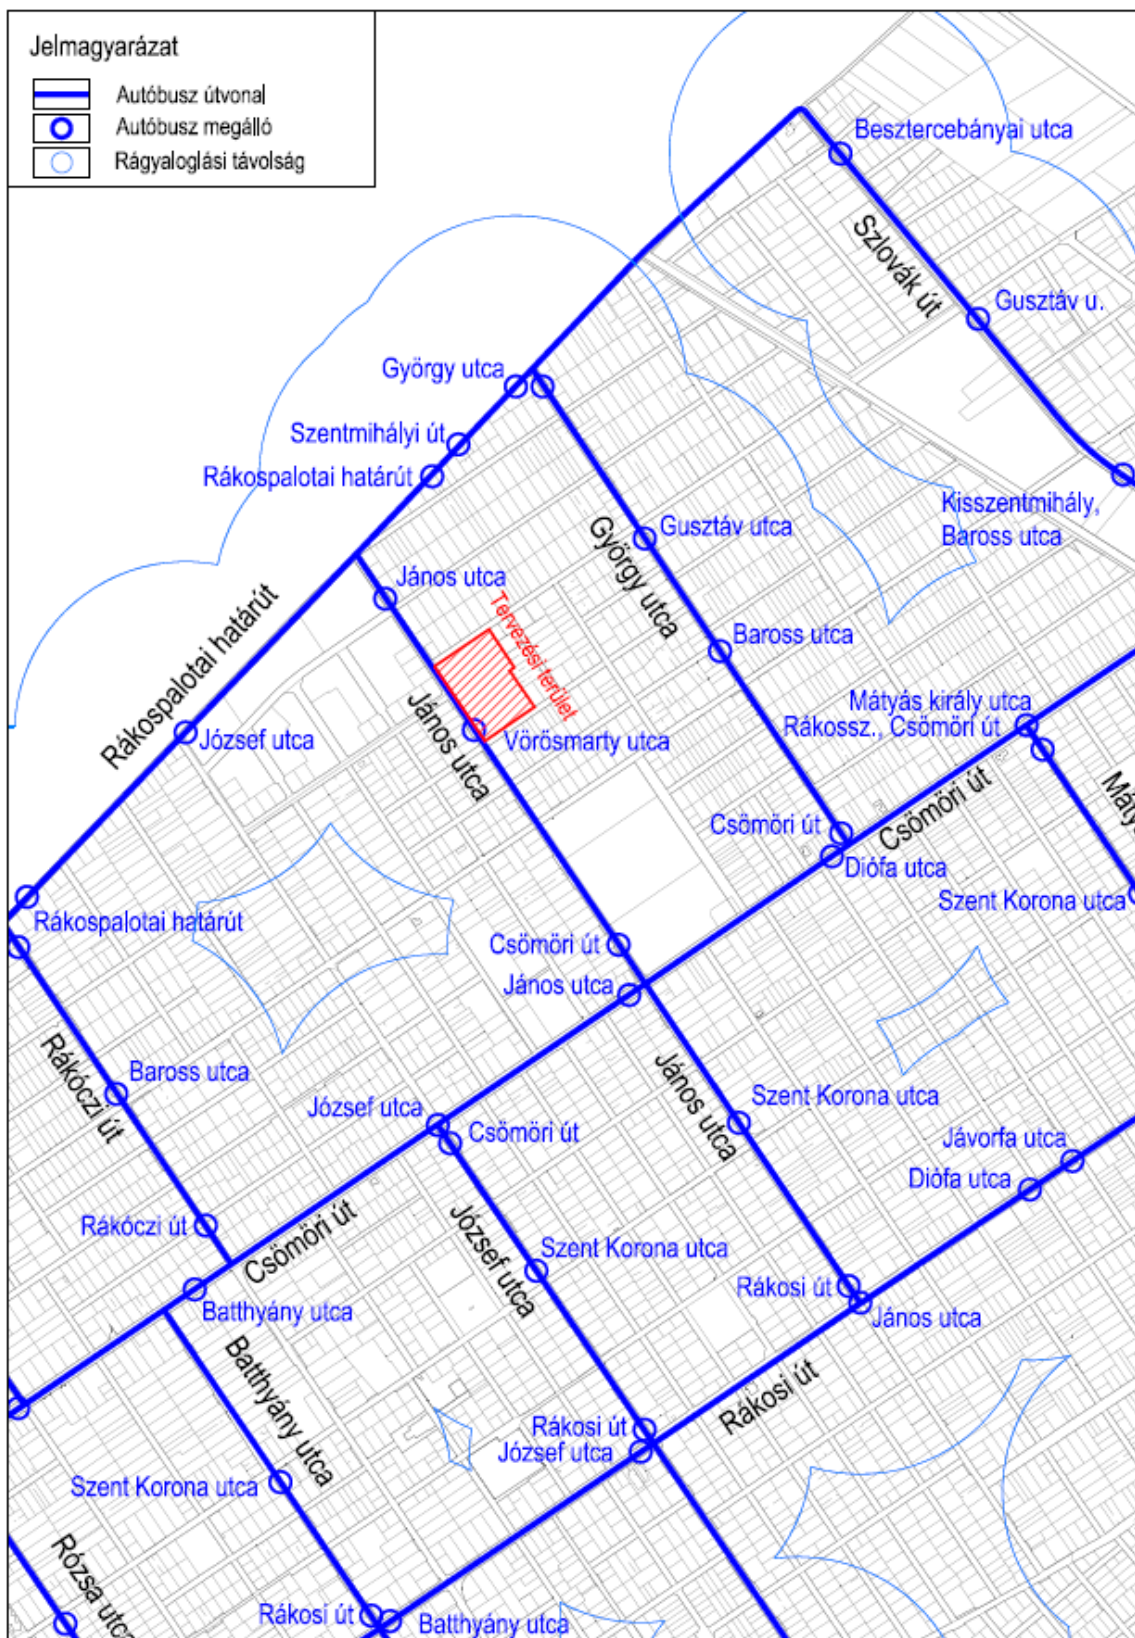 Jelmagyarázat
Autóbusz útvonal
Autóbusz megálló
Rágyaloglási távolság
Besztercebányai utca
Szlovák út
Gusztáv u.
György utca
Szentmihályi út
Rákospalotai határút
Kisszentmihály,
Baross utca
Gusztáv utca
György utca
János utca
Tervezési terület
Baross utca
Rákospalotai határút
Mátyás király utca
Rákossz., Csömöri út
József utca
János utca
Vörösmarty utca
Csömöri út
Csömöri út
Diófa utca
Szent Korona utca
Rákospalotai határút
Csömöri út
János utca
Rákóczi út
Baross utca
József utca
Csömöri út
János utca
Szent Korona utca
Jávorfa utca
Diófa utca
Rákóczi út
Csömöri út
József utca
Szent Korona utca
Rákosi út
János utca
Batthyány utca
Batthyány utca
Rákosi út
Rákosi út
József utca
Szent Korona utca
Rózsa utca
Rákosi út
Batthyány utca